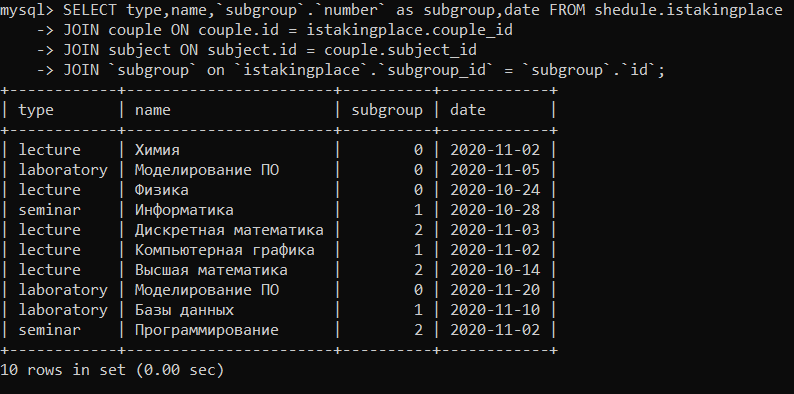 mysql> SELECT type,name,`subgroup`.`number` as subgroup,date FROM shedule.istakingplace
    -> JOIN couple ON couple.id = istakingplace.couple_id
    -> JOIN subject ON subject.id = couple.subject_id
    -> JOIN `subgroup` on `istakingplace`.`subgroup_id` = `subgroup`.`id`;
+------------+-----------------------+----------+------------+
| type       | name                  | subgroup | date       |
+------------+-----------------------+----------+------------+
| lecture    | Химия                 |        0 | 2020-11-02 |
| laboratory | Моделирование ПО      |        0 | 2020-11-05 |
| lecture    | Физика                |        0 | 2020-10-24 |
| seminar    | Информатика           |        1 | 2020-10-28 |
| lecture    | Дискретная математика |        2 | 2020-11-03 |
| lecture    | Компьютерная графика  |        1 | 2020-11-02 |
| lecture    | Высшая математика     |        2 | 2020-10-14 |
| laboratory | Моделирование ПО      |        0 | 2020-11-20 |
| laboratory | Базы данных           |        1 | 2020-11-10 |
| seminar    | Программирование      |        2 | 2020-11-02 |
+------------+-----------------------+----------+------------+
10 rows in set (0.00 sec)